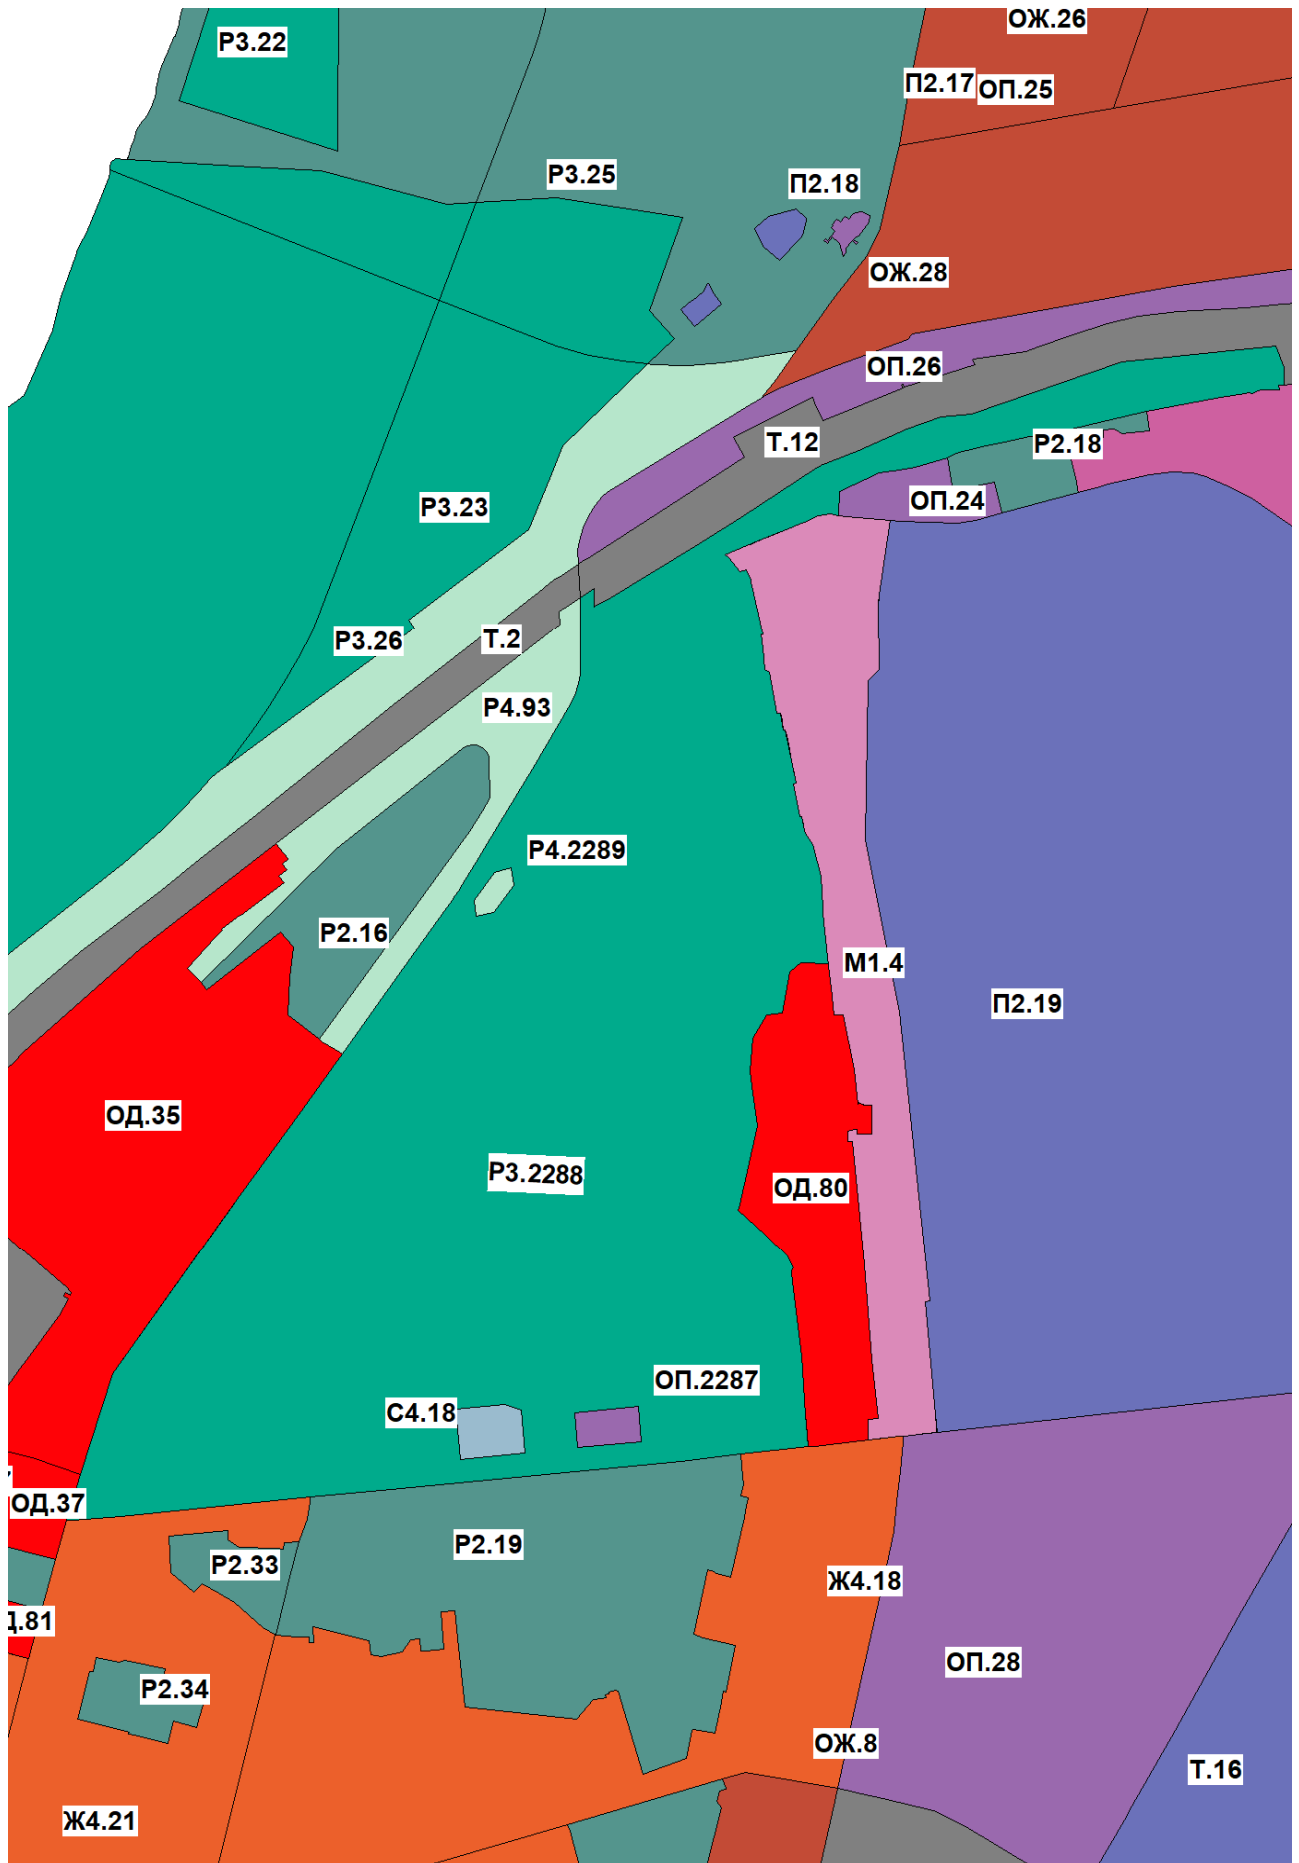 ОЖ.26
Р3.22
П2.17
ОП.25
Р3.25
П2.18
ОЖ.28
ОП.26
Т.12
Р2.18
ОП.24
Р3.23
Р3.26
Т.2
Р4.93
Р4.2289
Р2.16
М1.4
П2.19
ОД.35
Р3.2288
ОД.80
ОП.2287
С4.18
ОД.37
Р2.19
Р2.33
Ж4.18
Д.81
ОП.28
Р2.34
ОЖ.8
Т.16
Ж4.21